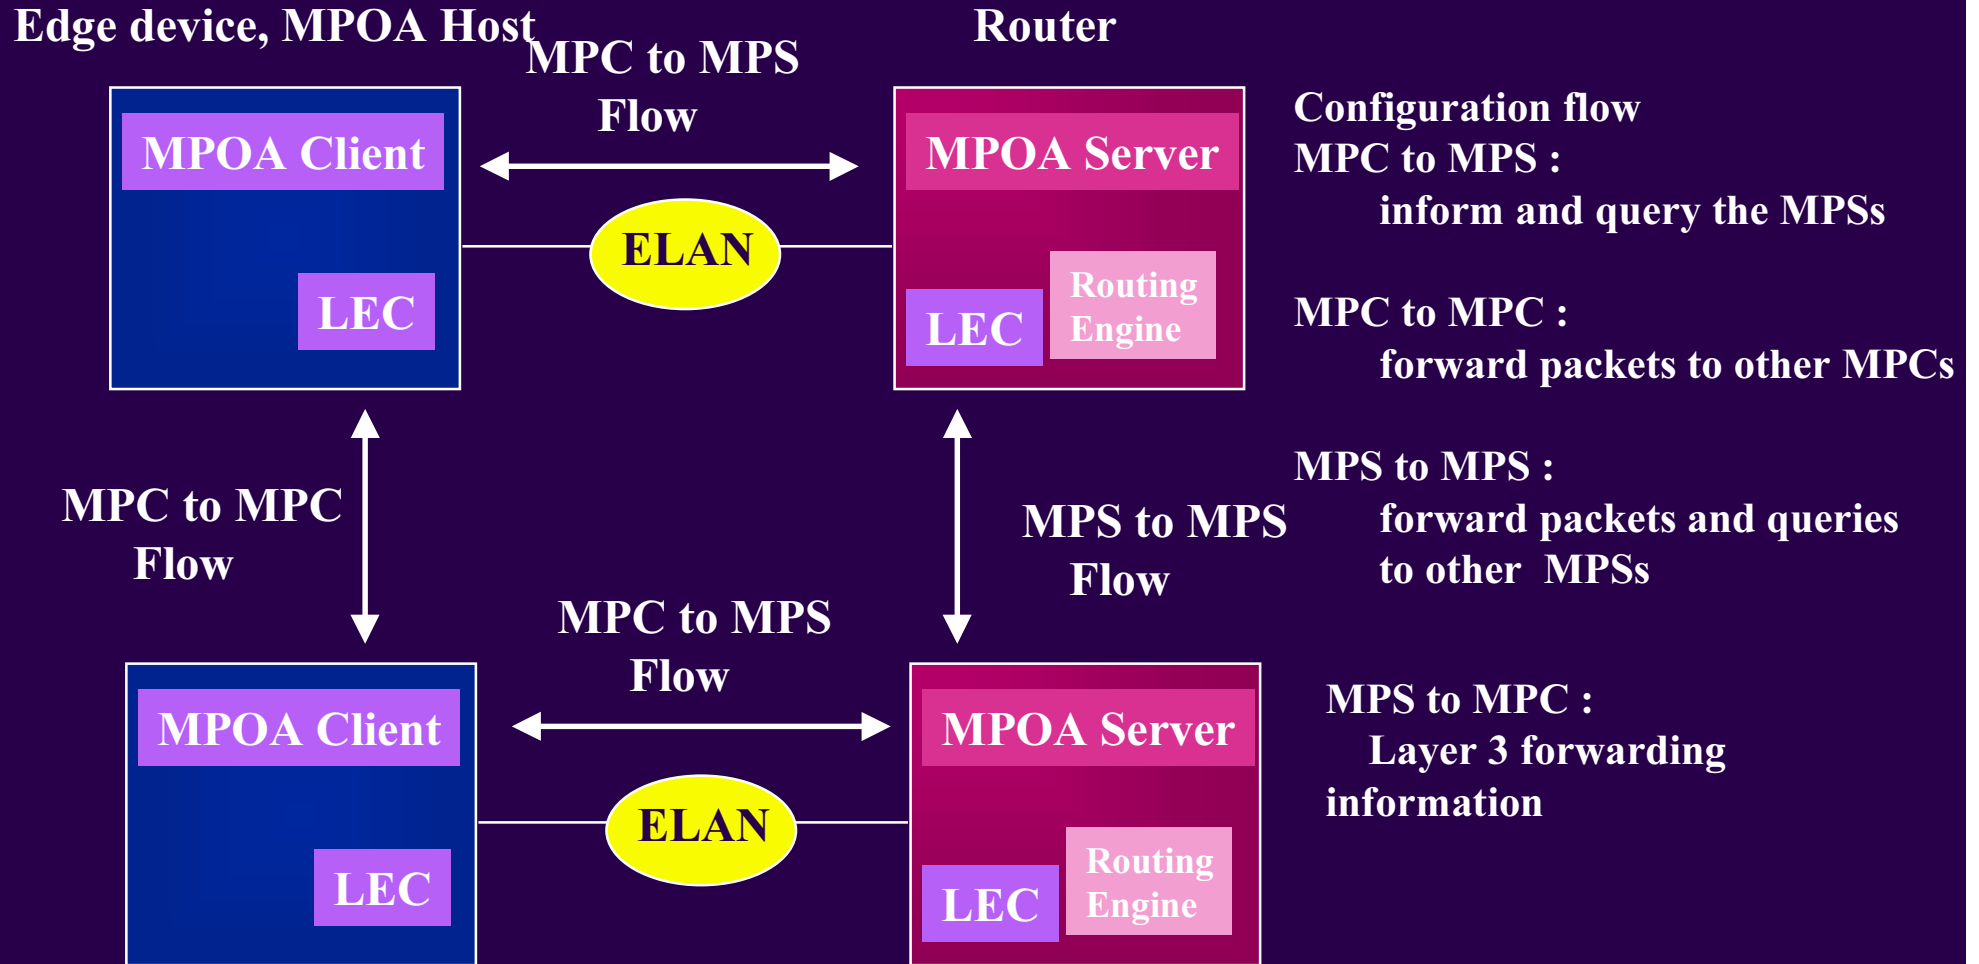 Edge device, MPOA Host
Router
MPC to MPS
Flow
MPOA Client
MPOA Server
ELAN
LEC
LEC
Routing
Engine
MPC to MPC
Flow
MPS to MPS
Flow
MPC to MPS
Flow
MPOA Client
MPOA Server
ELAN
LEC
LEC
Routing
Engine
Configuration flow
MPC to MPS :
inform and query the MPSs
MPC to MPC :
forward packets to other MPCs
MPS to MPS :
forward packets and queries
to other MPSs
MPS to MPC :
Layer 3 forwarding
information